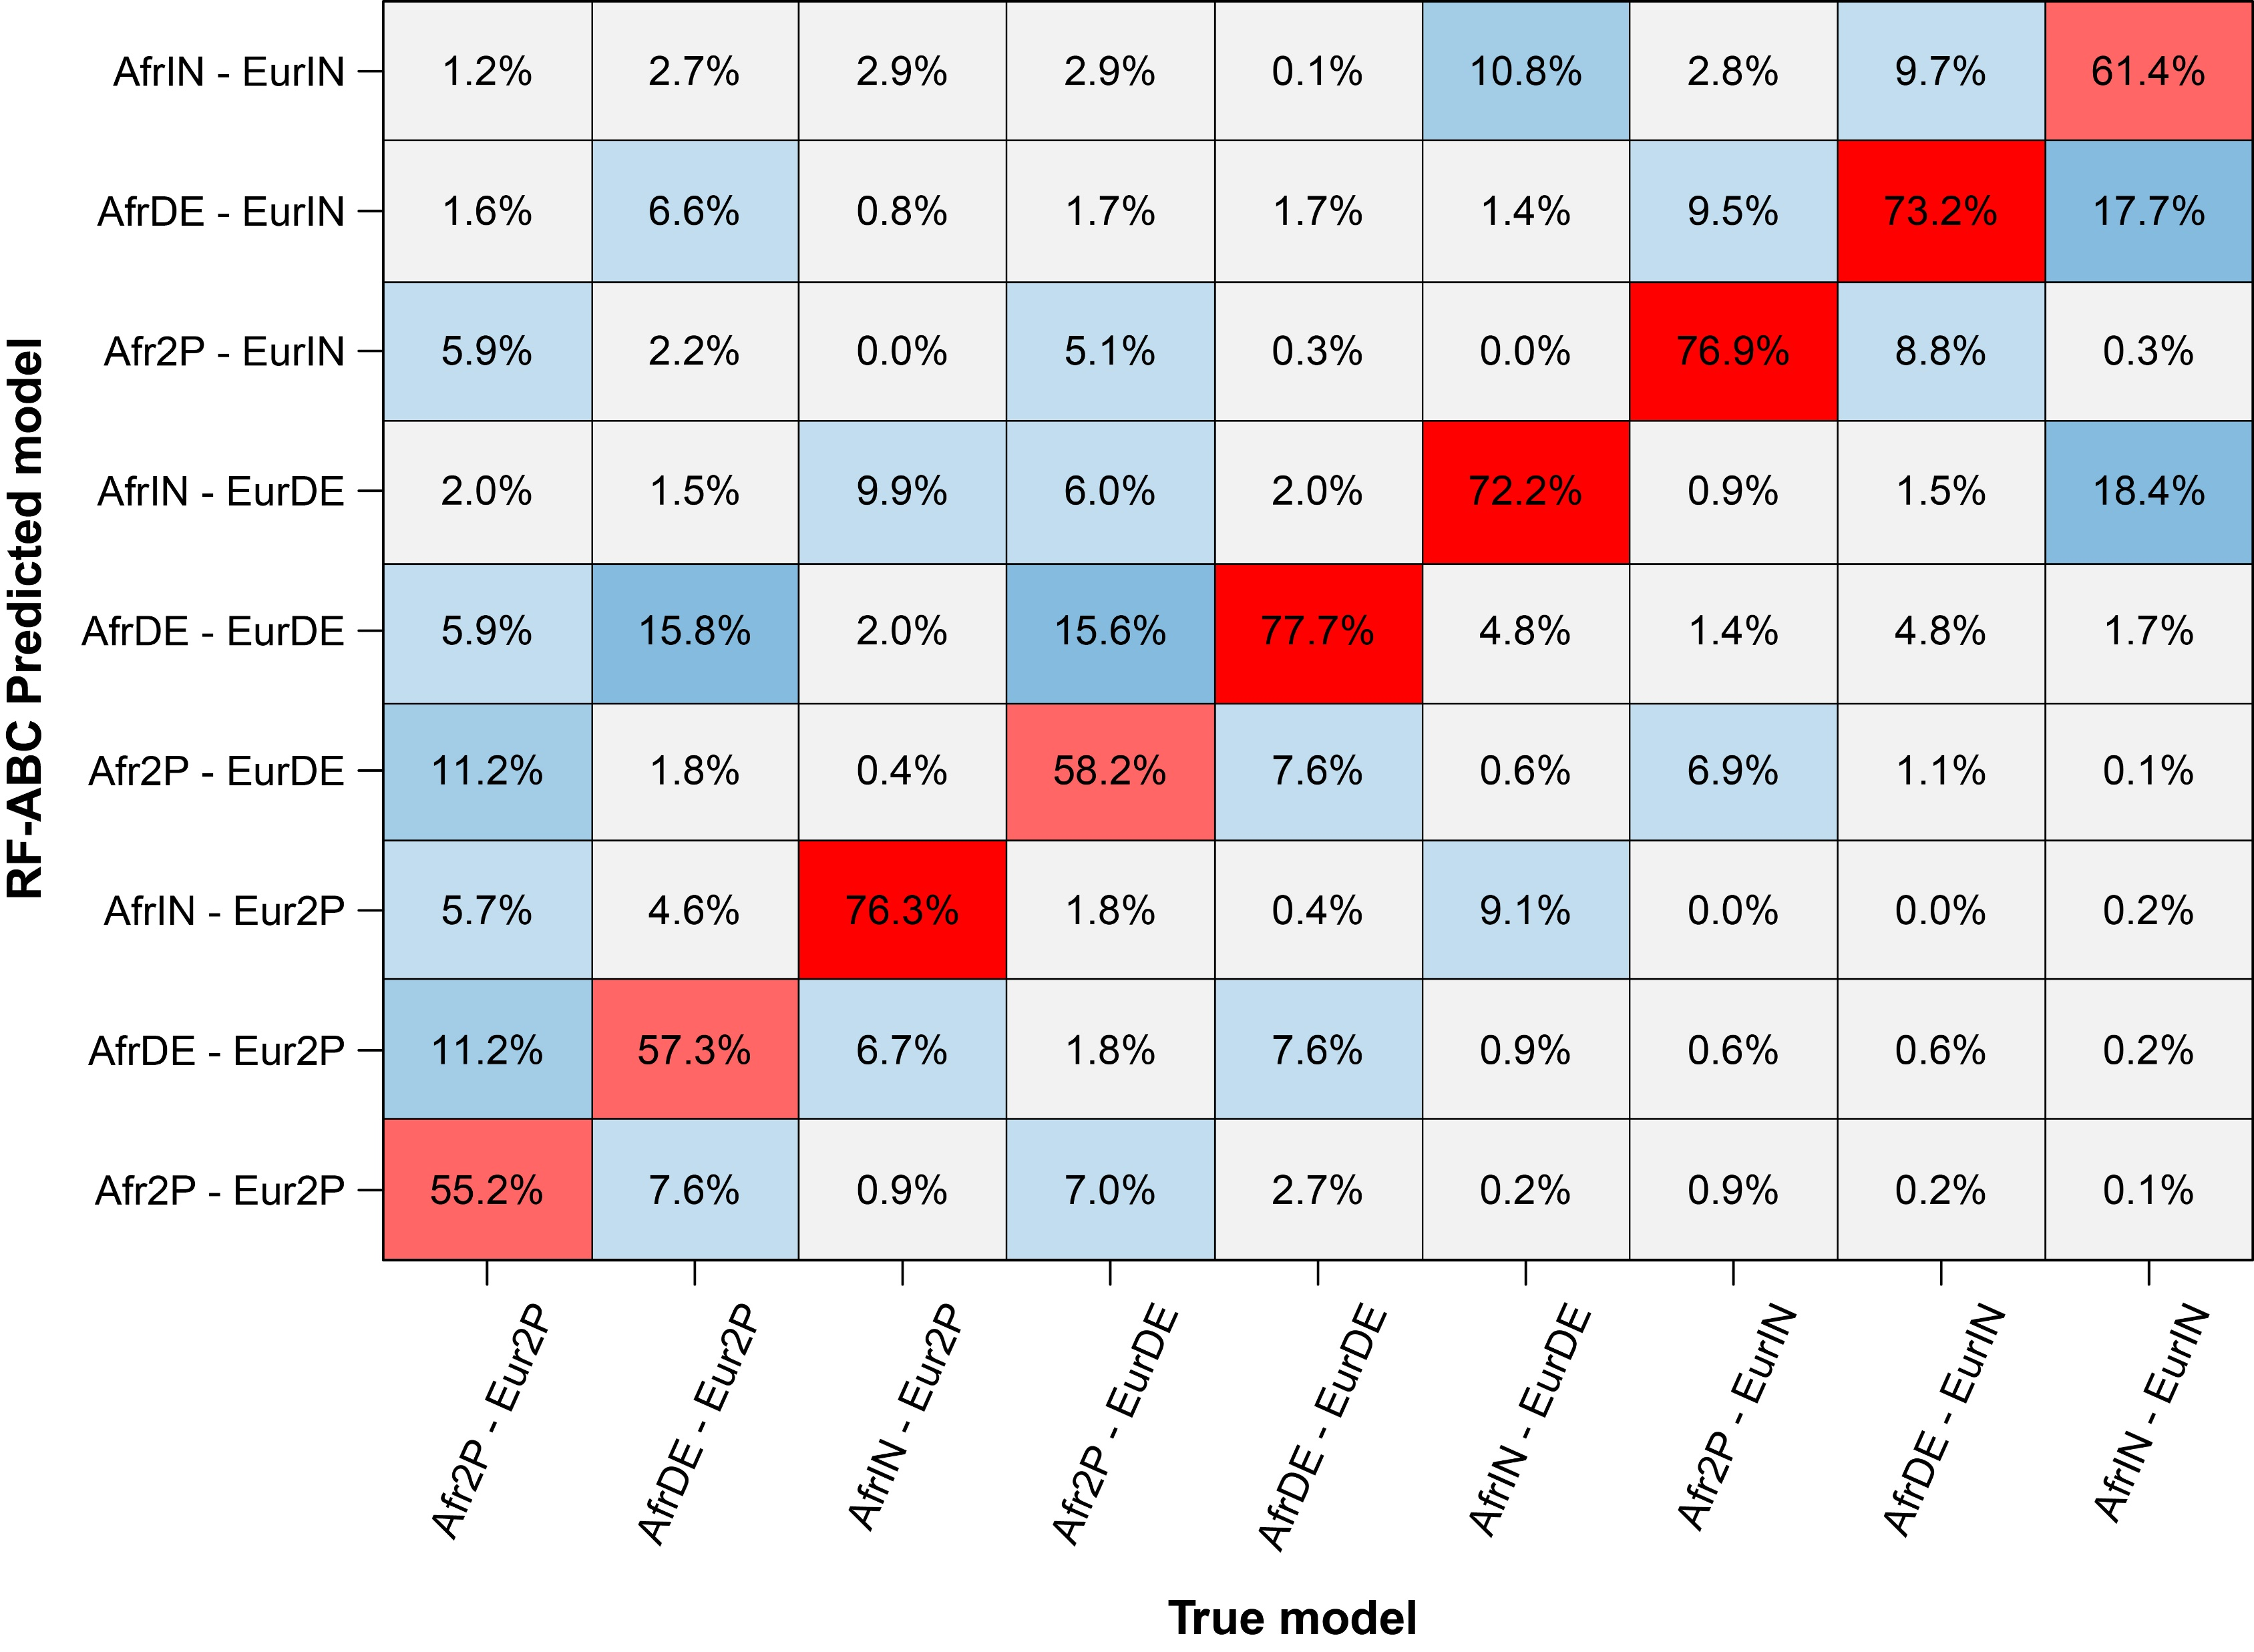 RF-ABC Predicted model
AfrIN - EurIN 1.2% 2.7% 2.9% 2.9% 0.1% 10.8% 2.8% 9.7% 61.4%
AfrDE - EurIN 1.6% 6.6% 0.8% 1.7% 1.7% 1.4% 9.5% 73.2% 17.7%
Afr2P - EurIN 5.9% 2.2% 0.0% 5.1% 0.3% 0.0% 76.9% 8.8% 0.3%
AfrIN - EurDE 2.0% 1.5% 9.9% 6.0% 2.0% 72.2% 0.9% 1.5% 18.4%
AfrDE - EurDE 5.9% 15.8% 2.0% 15.6% 77.7% 4.8% 1.4% 4.8% 1.7%
Afr2P - EurDE 11.2% 1.8% 0.4% 58.2% 7.6% 0.6% 6.9% 1.1% 0.1%
AfrIN - Eur2P 5.7% 4.6% 76.3% 1.8% 0.4% 9.1% 0.0% 0.0% 0.2%
AfrDE - Eur2P 11.2% 57.3% 6.7% 1.8% 7.6% 0.9% 0.6% 0.6% 0.2%
Afr2P - Eur2P 55.2% 7.6% 0.9% 7.0% 2.7% 0.2% 0.9% 0.2% 0.1%
Afr2P - Eur2P
AfrDE - Eur2P
AfrIN - Eur2P
Afr2P - EurDE
AfrDE - EurDE
AfrIN - EurDE
Afr2P - EurIN
AfrDE - EurIN
AfrIN - EurIN
True model